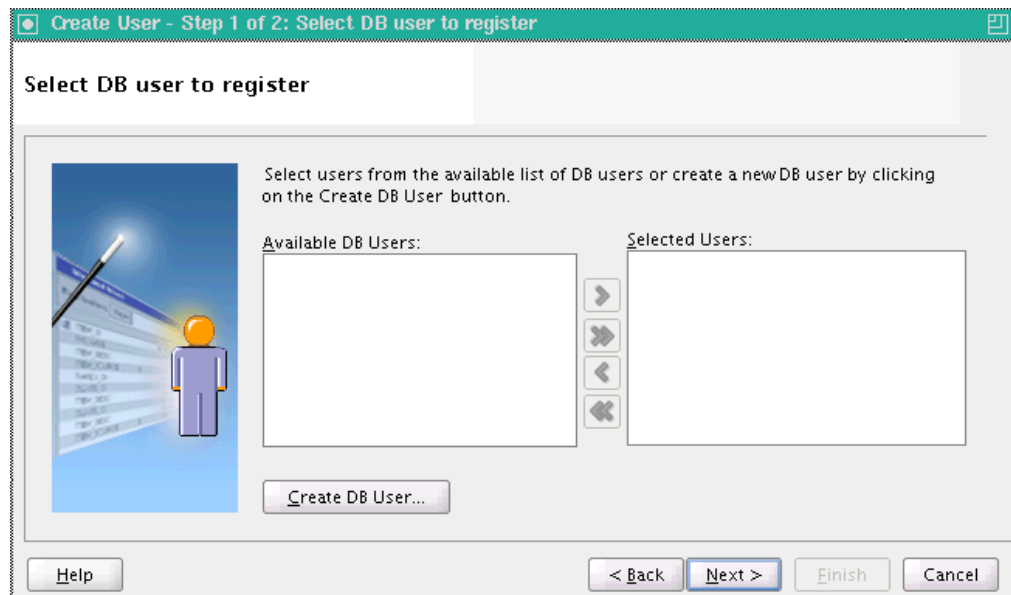 Create User - Step 1 of 2: Select DB user to register
Select DB user to register
Select users from the available list of DB users or create a new DB user by clicking
on the Create DB User button.
Available DB Users:
Selected Users:
Create DB User...
Help
< Back
Next >
Finish
Cancel